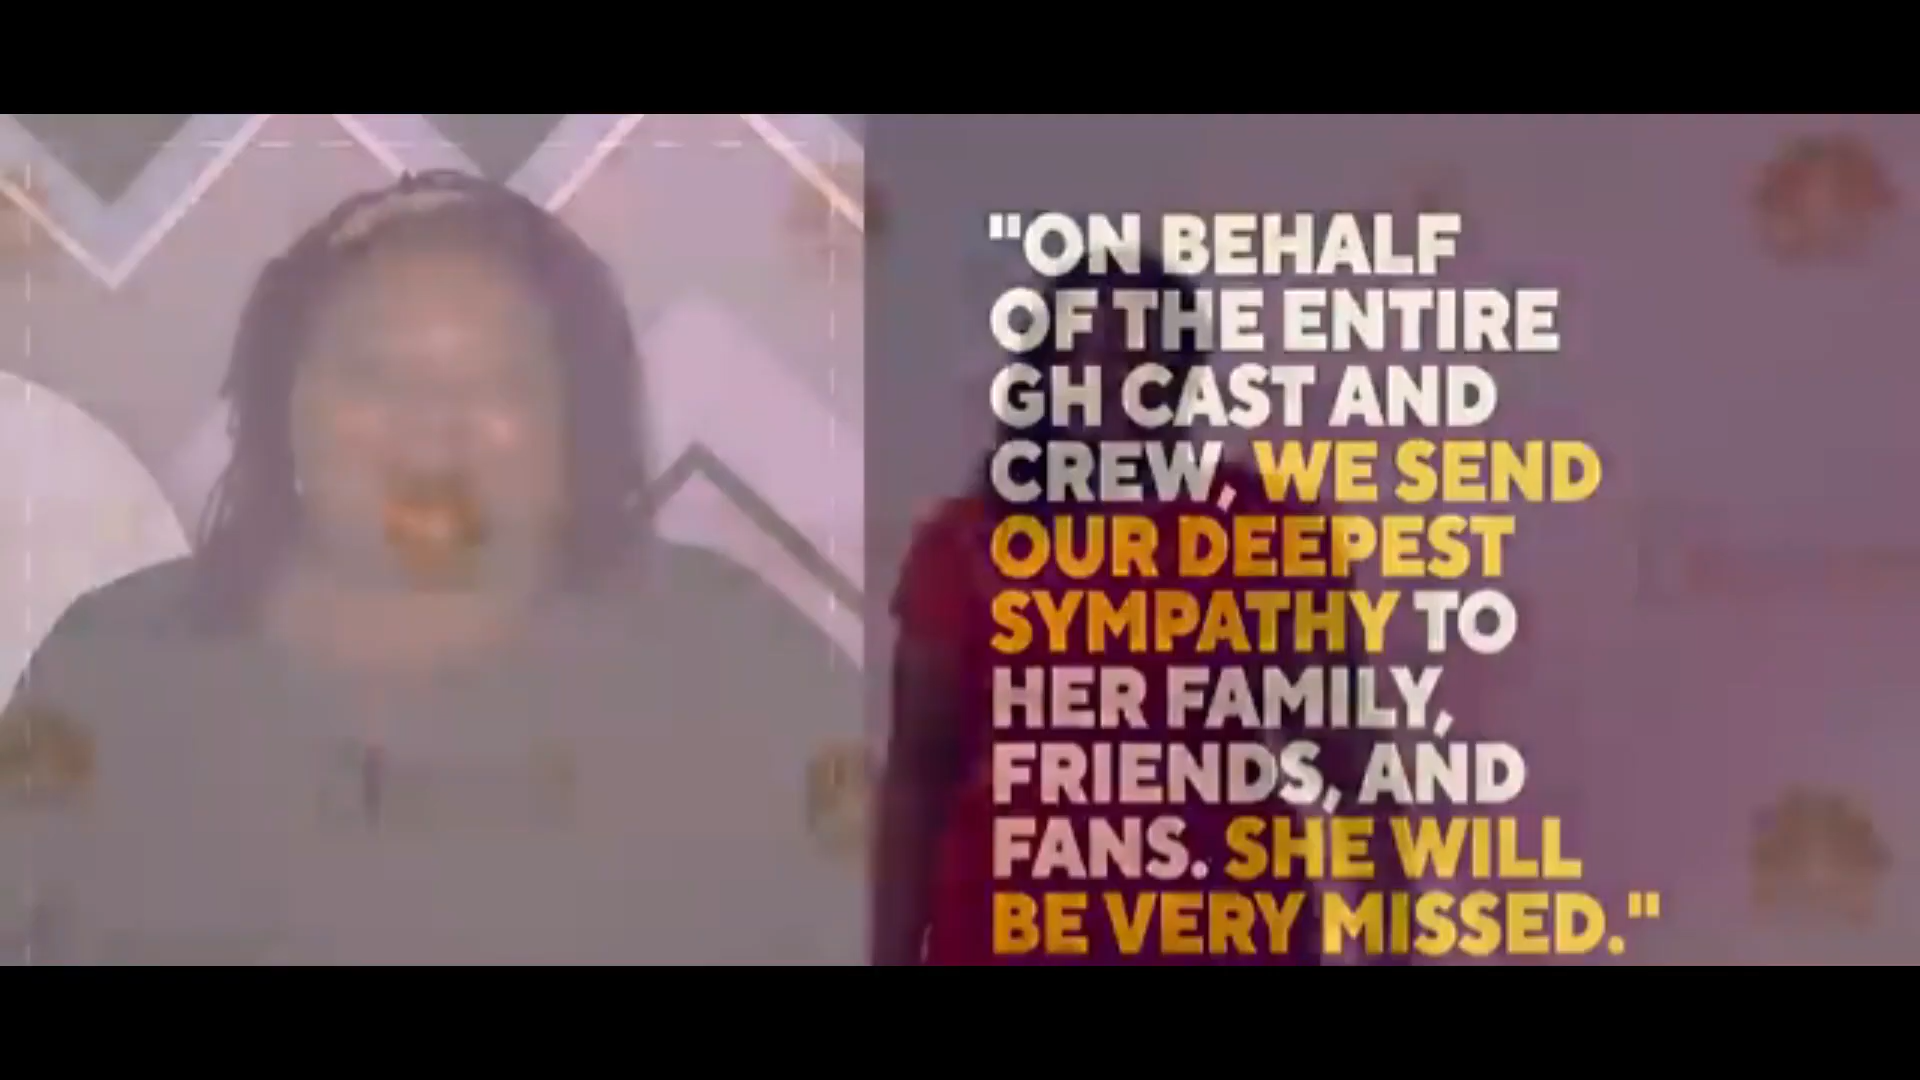 "ON BEHALF
OF THE ENTIRE
GH CAST AND
CREW, WE SEND
OUR DEEPEST
SYMPATHY TO
HER FAMILY,
FRIENDS, AND
FANS. SHE WILL
BE VERY MISSED."